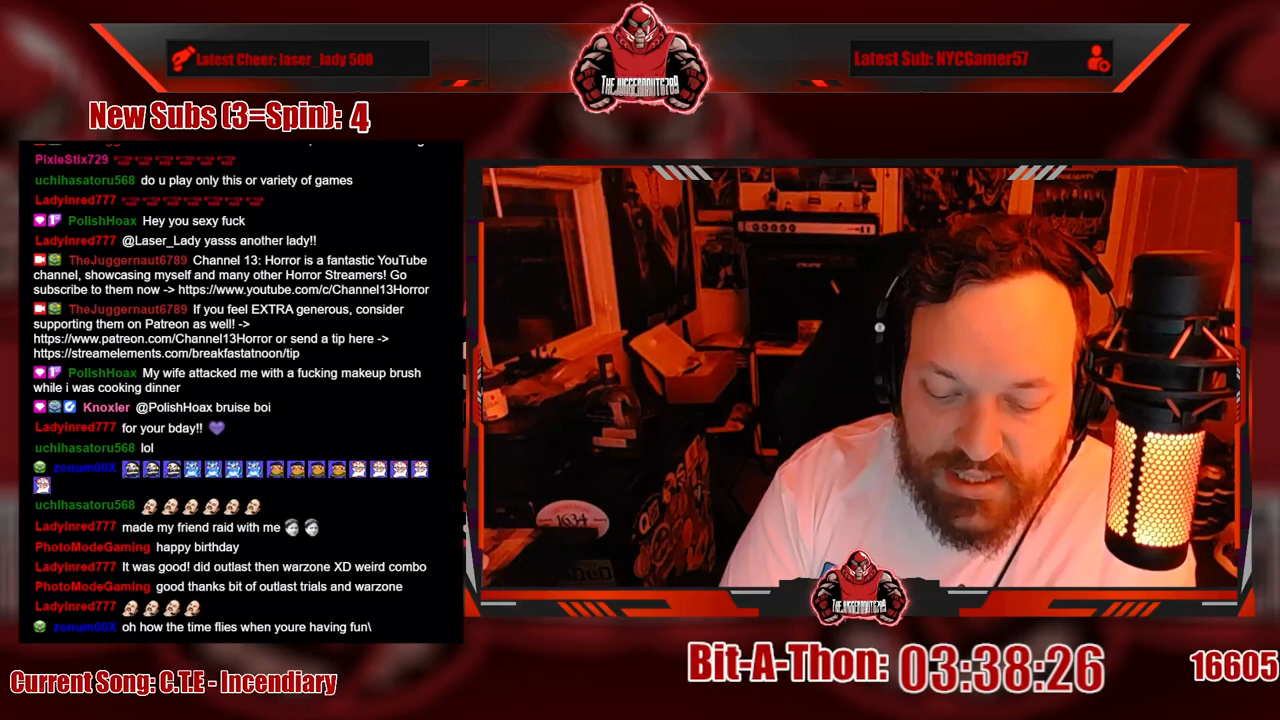 Latest Cheer: laser_lady 500
THEJUGGERNAUT6789
Latest Sub: NYCGamer57
New Subs (3=Spin): 4
PixieStix729
uchihasatoru568 do u play only this or variety of games
LadyInred777
PolishHoax Hey you sexy fuck
LadyInred777 @Laser_Lady yasss another lady!!
TheJuggernaut6789 Channel 13: Horror is a fantastic YouTube
channel, showcasing myself and many other Horror Streamers! Go
subscribe to them now -> https://www.youtube.com/c/Channel13Horror
TheJuggernaut6789 If you feel EXTRA generous, consider
supporting them on Patreon as well! ->
https://www.patreon.com/Channel13Horror or send a tip here ->
https://streamelements.com/breakfastatnoon/tip
PolishHoax My wife attacked me with a fucking makeup brush
while i was cooking dinner
Knoxler @PolishHoax bruise boi
LadyInred777 for your bday!! 💜
uchihasatoru568 lol
zonum00X
uchihasatoru568
LadyInred777 made my friend raid with me
PhotoModeGaming happy birthday
LadyInred777 It was good! did outlast then warzone XD weird combo
PhotoModeGaming good thanks bit of outlast trials and warzone
LadyInred777
zonum00X oh how the time flies when youre having fun\
1634
THEJUGGERNAUT6789
Bit-A-Thon: 03:38:26
16605
Current Song: C.T.E - Incendiary